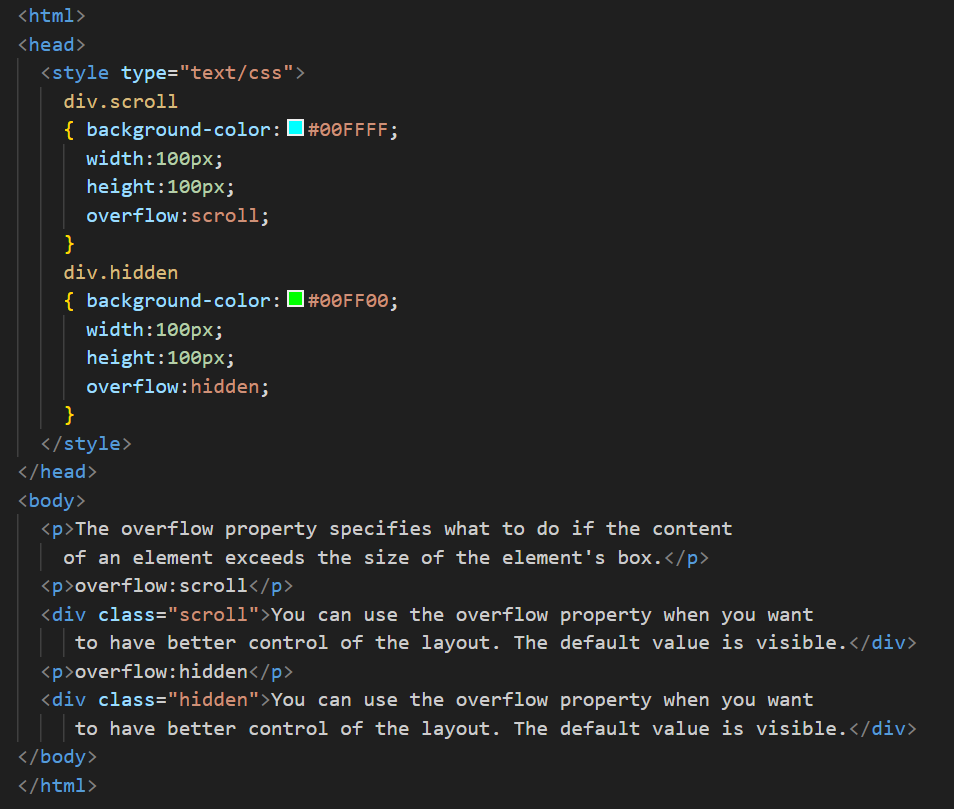 <html>
<head>
  <style type="text/css">
    div.scroll
    { background-color:#00FFFF;
      width:100px;
      height:100px;
      overflow:scroll;
    }
    div.hidden
    { background-color:#00FF00;
      width:100px;
      height:100px;
      overflow:hidden;
    }
  </style>
</head>
<body>
  <p>The overflow property specifies what to do if the content
    of an element exceeds the size of the element's box.</p>
  <p>overflow:scroll</p>
  <div class="scroll">You can use the overflow property when you want
     to have better control of the layout. The default value is visible.</div>
  <p>overflow:hidden</p>
  <div class="hidden">You can use the overflow property when you want
     to have better control of the layout. The default value is visible.</div>
</body>
</html>